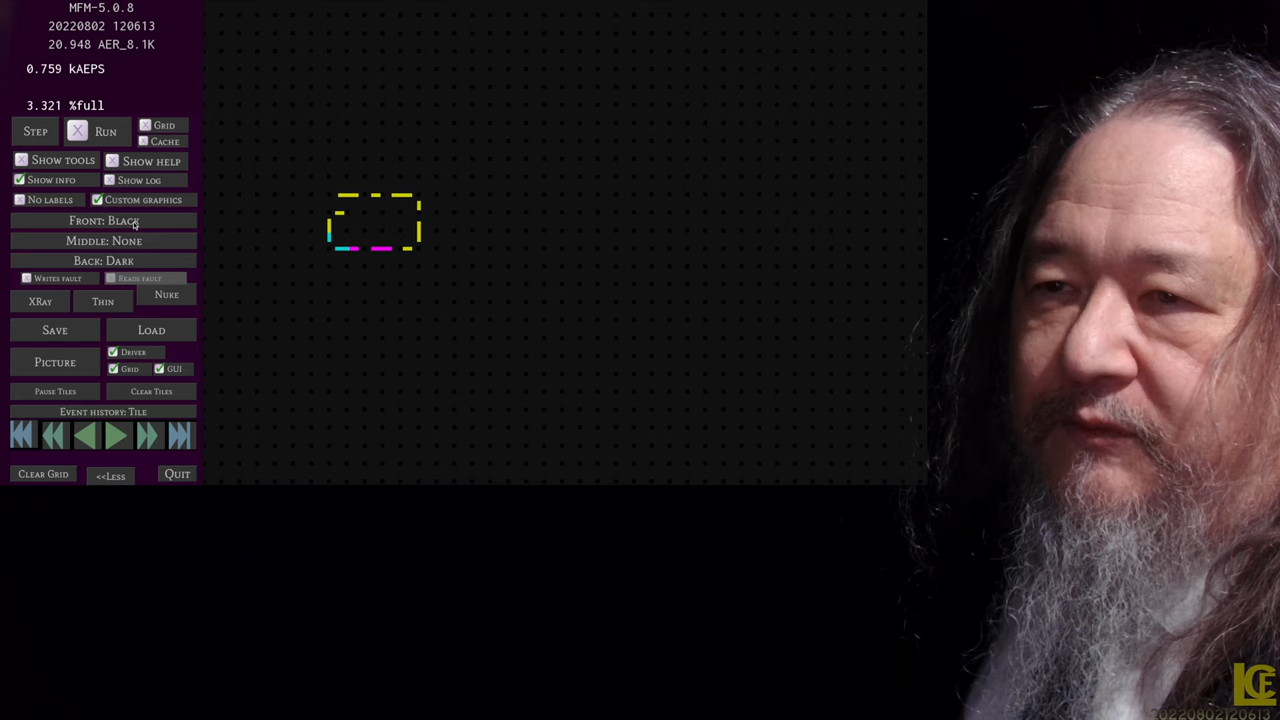 MFM-5.0.8
20220802 120613
20.948 AER_8.1K
0.759 kAEPS
3.321 %full
Step
Run
Grid
Cache
Show tools
Show help
Show info
Show log
No labels
Custom graphics
Front: Black
Middle: None
Back: Dark
Writes fault
Reads fault
XRay
Thin
Nuke
Save
Load
Picture
Driver
Grid
GUI
Pause Tiles
Clear Tiles
Event history: Tile
Clear Grid
<<Less
Quit
20220802120613